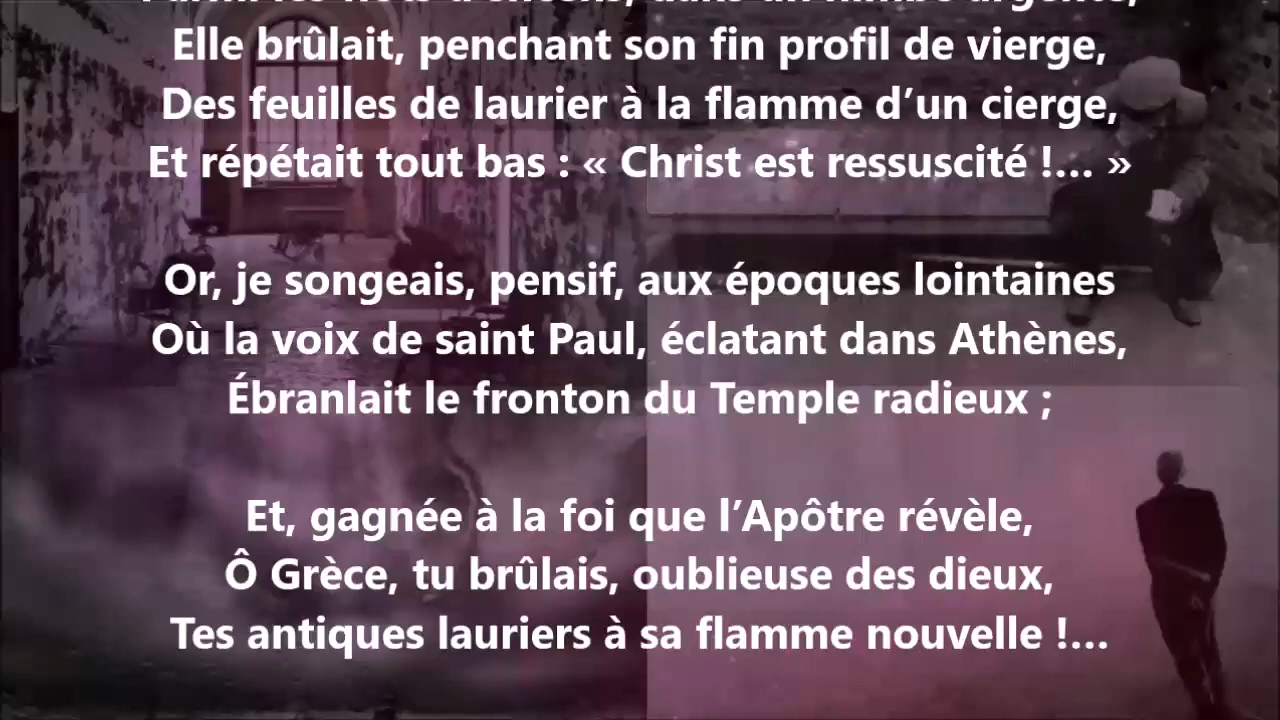 Elle brûlait, penchant son fin profil de vierge,
Des feuilles de laurier à la flamme d’un cierge,
Et répétait tout bas : « Christ est ressuscité !… »
Or, je songeais, pensif, aux époques lointaines
Où la voix de saint Paul, éclatant dans Athènes,
Ébranlait le fronton du Temple radieux ;
Et, gagnée à la foi que l’Apôtre révèle,
Ô Grèce, tu brûlais, oublieuse des dieux,
Tes antiques lauriers à sa flamme nouvelle !…